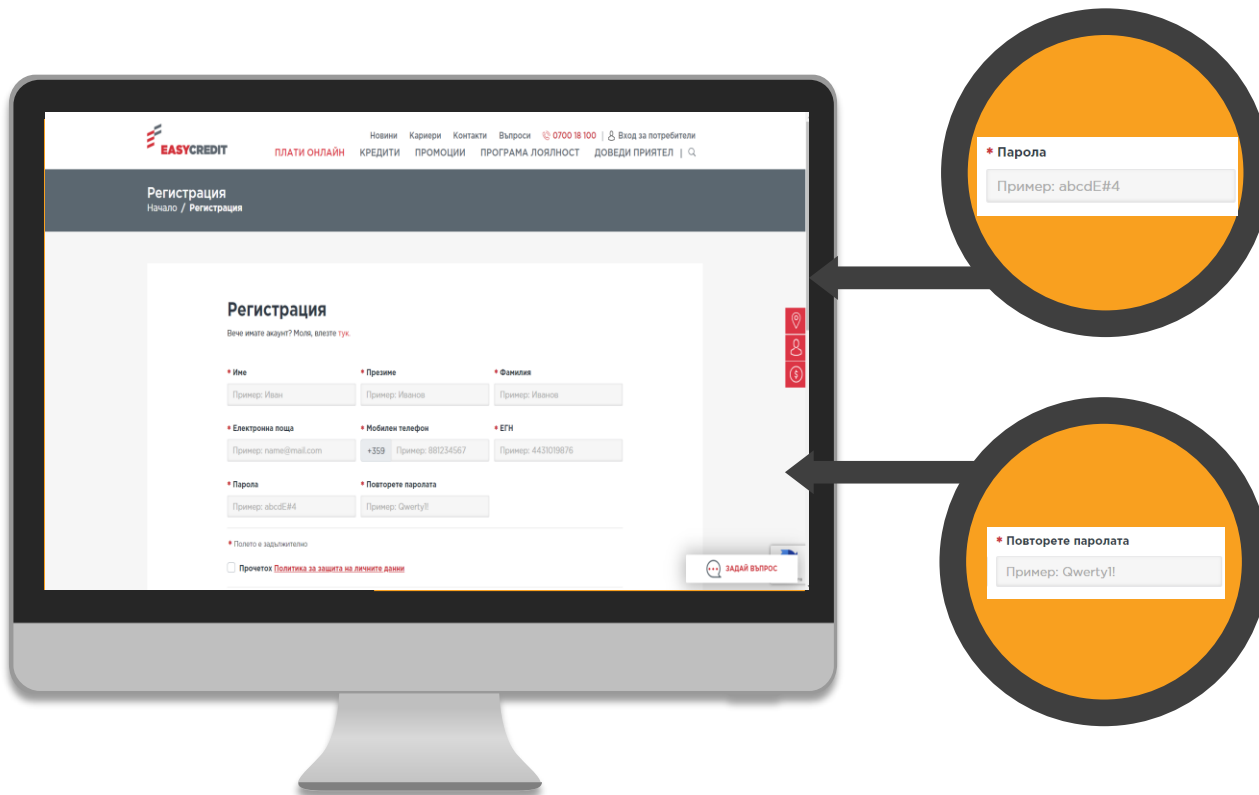 Новини Кариери Контакти Въпроси 0700 18 100 | Вход за потребители
EASYCREDIT
ПЛАТИ ОНЛАЙН КРЕДИТИ ПРОМОЦИИ ПРОГРАМА ЛОЯЛНОСТ ДОВЕДИ ПРИЯТЕЛ |
Регистрация
Начало / Регистрация
Регистрация
Вече имате акаунт? Моля, влезте тук.
* Име * Презиме * Фамилия
Пример: Иван Пример: Иванов Пример: Иванов
* Електронна поща * Мобилен телефон * ЕГН
Пример: name@mail.com +359 Пример: 881234567 Пример: 4431019876
* Парола * Повторете паролата
Пример: abcdE#4 Пример: Qwerty1!
* Полето е задължително
Прочетох Политика за защита на личните данни
ЗАДАЙ ВЪПРОС
* Парола
Пример: abcdE#4
* Повторете паролата
Пример: Qwerty1!